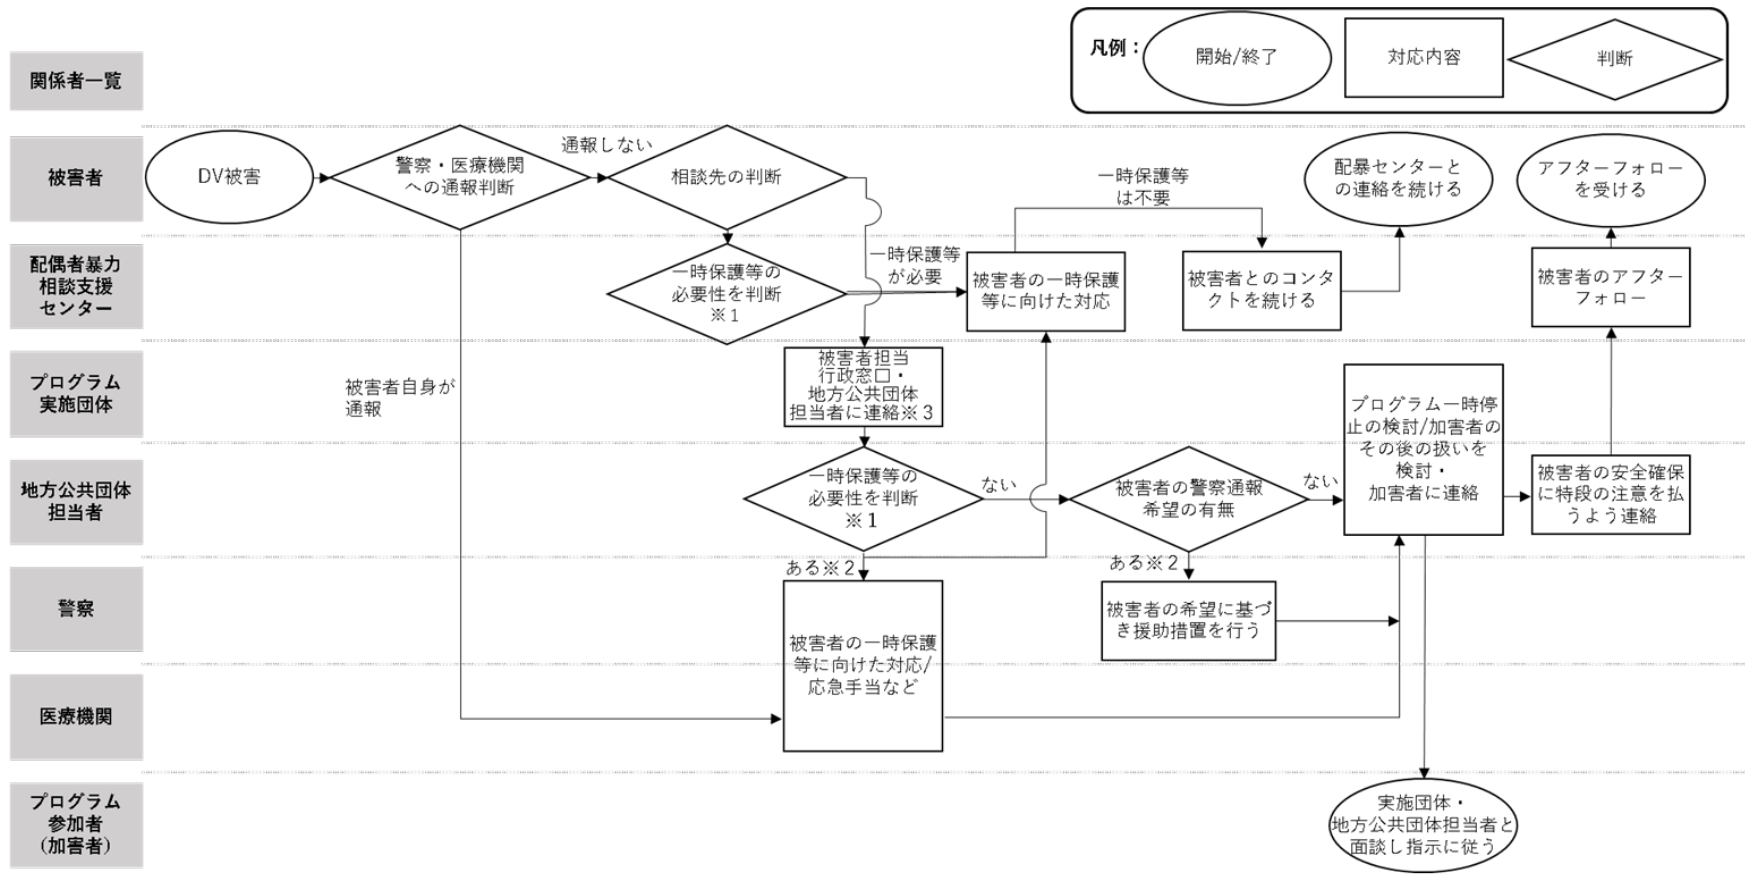 凡例：
開始/終了
対応内容
判断
関係者一覧
被害者
DV被害
警察・医療機関
への通報判断
通報しない
相談先の判断
一時保護等
は不要
配暴センターと
の連絡を続ける
アフターフォロー
を受ける
配偶者暴力
相談支援
センター
一時保護等の
必要性を判断
※１
一時保護等
が必要
被害者の一時保護
等に向けた対応
被害者とのコンタ
クトを続ける
被害者のアフター
フォロー
プログラム
実施団体
被害者自身が
通報
被害者担当
行政窓口・
地方公共団体
担当者に連絡※３
プログラム一時停
止の検討/加害者の
その後の扱いを
検討・
加害者に連絡
地方公共団体
担当者
一時保護等の
必要性を判断
※１
ない
被害者の警察通報
希望の有無
ない
被害者の安全確保
に特段の注意を払
うよう連絡
ある※２
ある※２
警察
被害者の一時保護
等に向けた対応/
応急手当など
被害者の希望に基づ
き援助措置を行う
医療機関
プログラム
参加者
(加害者)
実施団体・
地方公共団体担当者と
面談し指示に従う